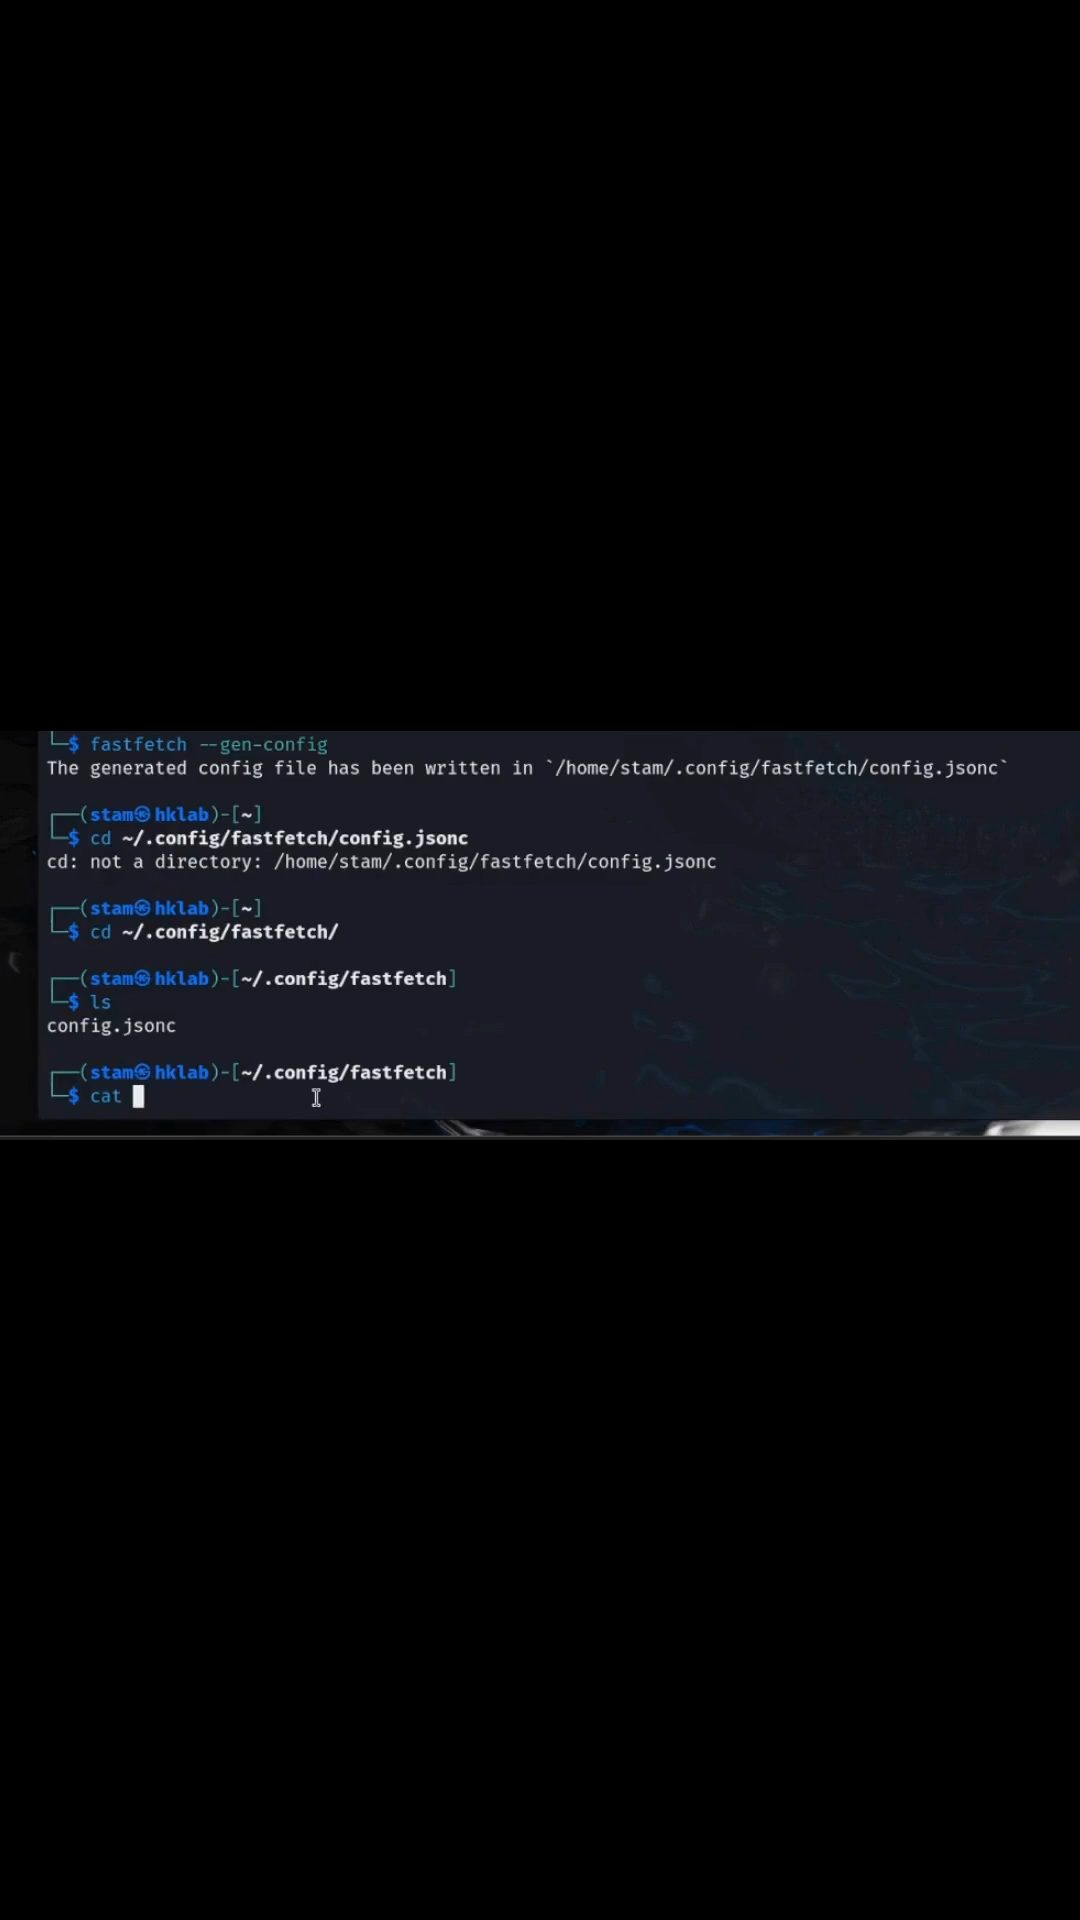 └─$ fastfetch --gen-config
The generated config file has been written in `/home/stam/.config/fastfetch/config.jsonc`
┌──(stam㉿hklab)-[~]
└─$ cd ~/.config/fastfetch/config.jsonc
cd: not a directory: /home/stam/.config/fastfetch/config.jsonc
┌──(stam㉿hklab)-[~]
└─$ cd ~/.config/fastfetch/
┌──(stam㉿hklab)-[~/.config/fastfetch]
└─$ ls
config.jsonc
┌──(stam㉿hklab)-[~/.config/fastfetch]
└─$ cat